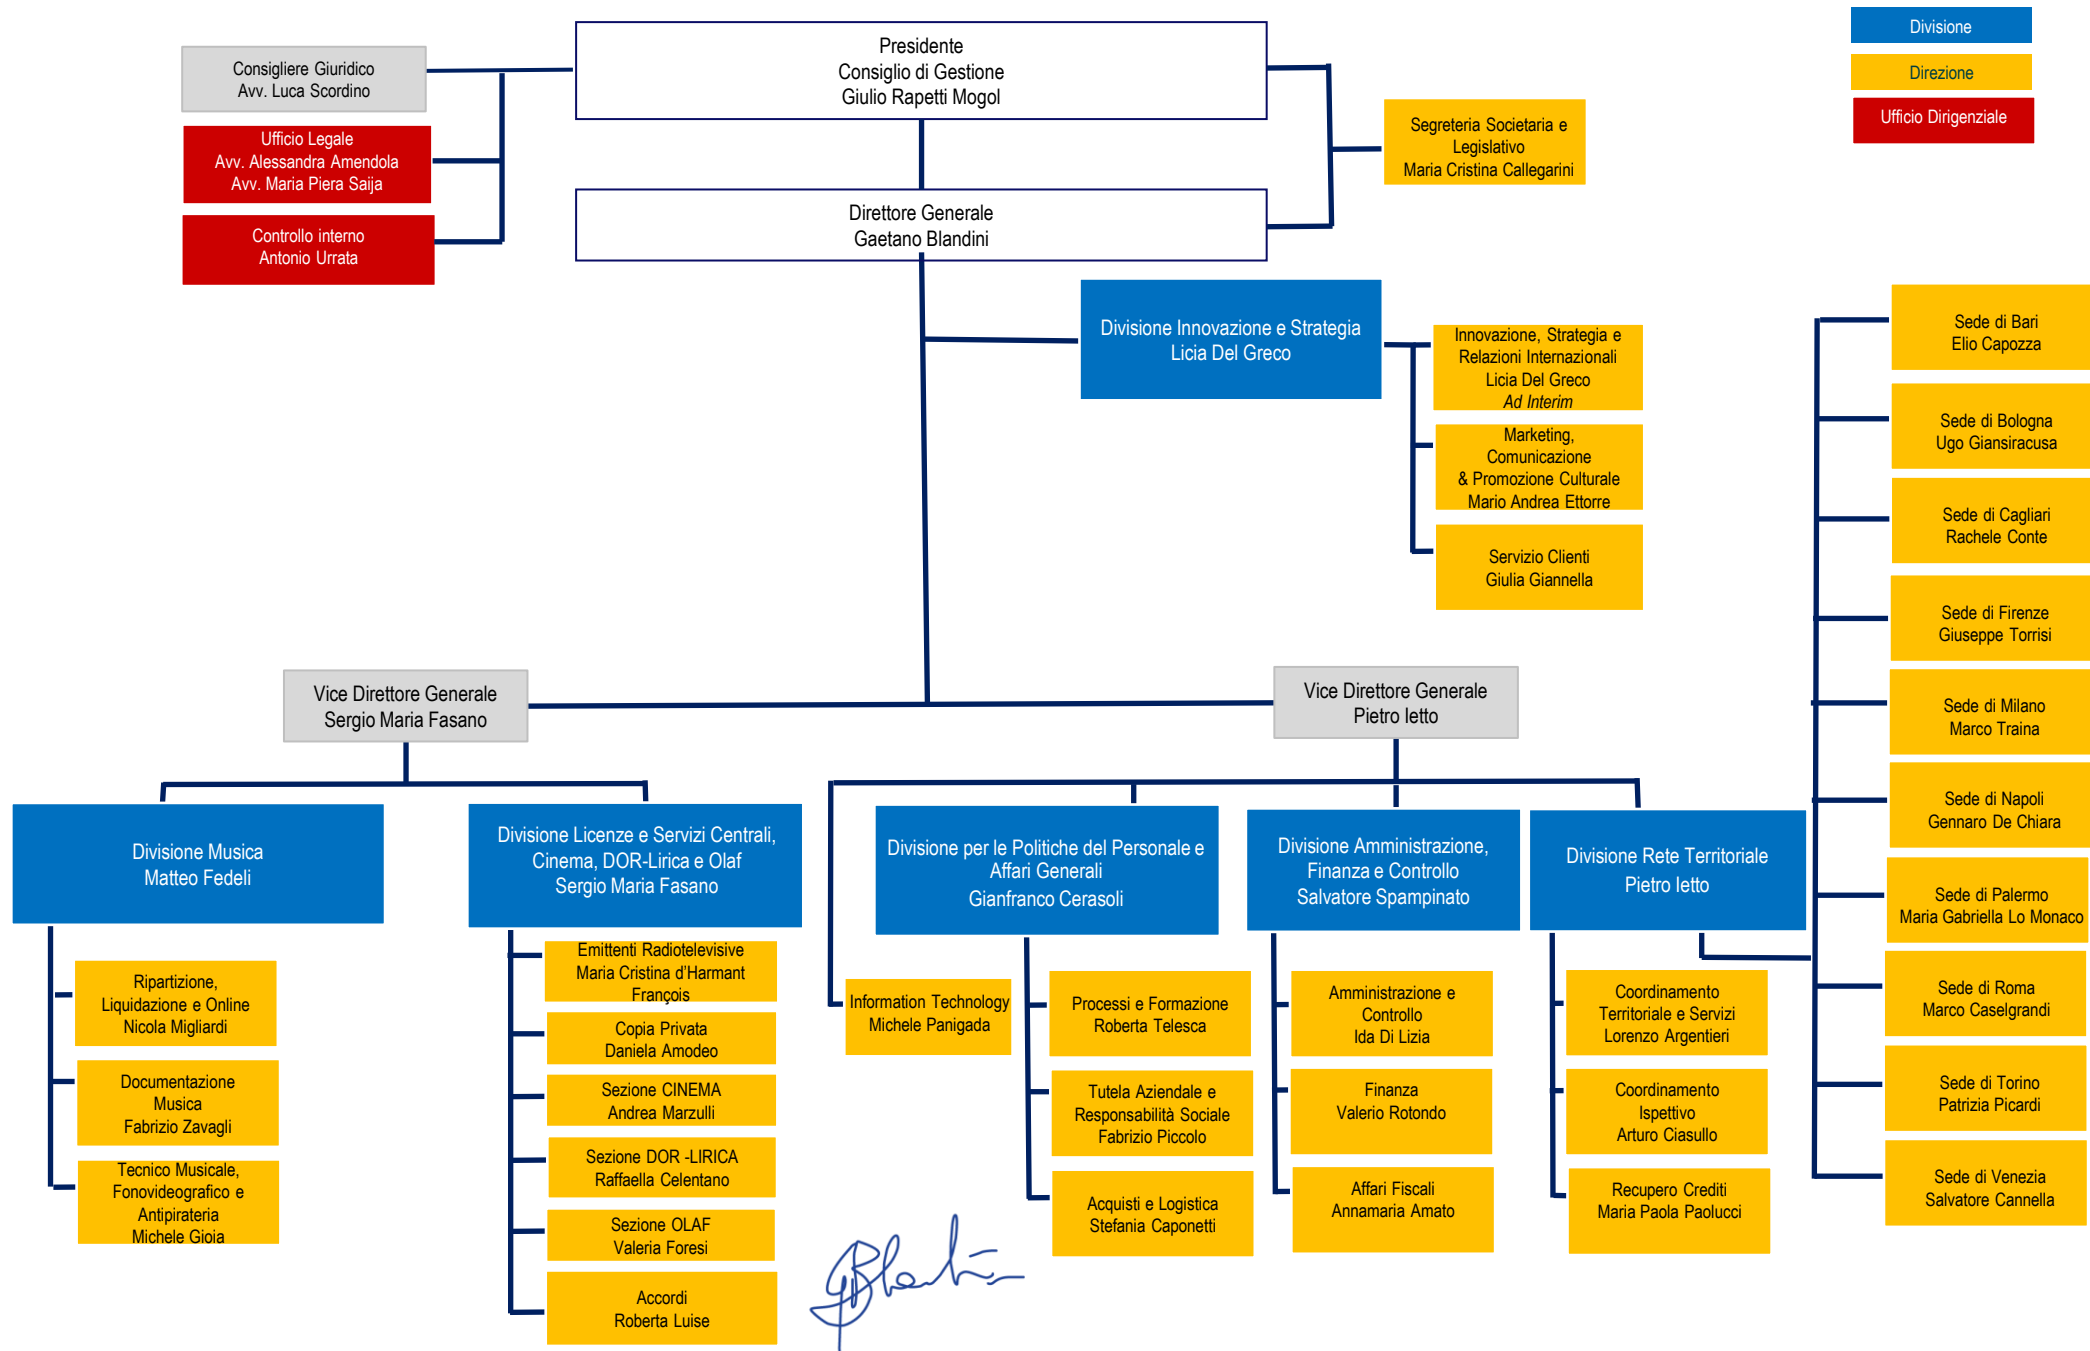 Presidente
Consiglio di Gestione
Giulio Rapetti Mogol
Consigliere Giuridico
Avv. Luca Scordino
Ufficio Legale
Avv. Alessandra Amendola
Avv. Maria Piera Saija
Controllo interno
Antonio Urrata
Divisione
Direzione
Ufficio Dirigenziale
Segreteria Societaria e
Legislativo
Maria Cristina Callegarini
Direttore Generale
Gaetano Blandini
Divisione Innovazione e Strategia
Licia Del Greco
Innovazione, Strategia e
Relazioni Internazionali
Licia Del Greco
Ad Interim
Marketing,
Comunicazione
& Promozione Culturale
Mario Andrea Ettorre
Servizio Clienti
Giulia Giannella
Vice Direttore Generale
Sergio Maria Fasano
Vice Direttore Generale
Pietro Ietto
Divisione Musica
Matteo Fedeli
Ripartizione,
Liquidazione e Online
Nicola Migliardi
Documentazione
Musica
Fabrizio Zavagli
Tecnico Musicale,
Fonovideografico e
Antipirateria
Michele Gioia
Divisione Licenze e Servizi Centrali,
Cinema, DOR-Lirica e Olaf
Sergio Maria Fasano
Emittenti Radiotelevisive
Maria Cristina d’Harmant
François
Copia Privata
Daniela Amodeo
Sezione CINEMA
Andrea Marzulli
Sezione DOR -LIRICA
Raffaella Celentano
Sezione OLAF
Valeria Foresi
Accordi
Roberta Luise
Information Technology
Michele Panigada
Divisione per le Politiche del Personale e
Affari Generali
Gianfranco Cerasoli
Processi e Formazione
Roberta Telesca
Tutela Aziendale e
Responsabilità Sociale
Fabrizio Piccolo
Acquisti e Logistica
Stefania Caponetti
Divisione Amministrazione,
Finanza e Controllo
Salvatore Spampinato
Amministrazione e
Controllo
Ida Di Lizia
Finanza
Valerio Rotondo
Affari Fiscali
Annamaria Amato
Divisione Rete Territoriale
Pietro Ietto
Coordinamento
Territoriale e Servizi
Lorenzo Argentieri
Coordinamento
Ispettivo
Arturo Ciasullo
Recupero Crediti
Maria Paola Paolucci
Sede di Bari
Elio Capozza
Sede di Bologna
Ugo Giansiracusa
Sede di Cagliari
Rachele Conte
Sede di Firenze
Giuseppe Torrisi
Sede di Milano
Marco Traina
Sede di Napoli
Gennaro De Chiara
Sede di Palermo
Maria Gabriella Lo Monaco
Sede di Roma
Marco Caselgrandi
Sede di Torino
Patrizia Picardi
Sede di Venezia
Salvatore Cannella